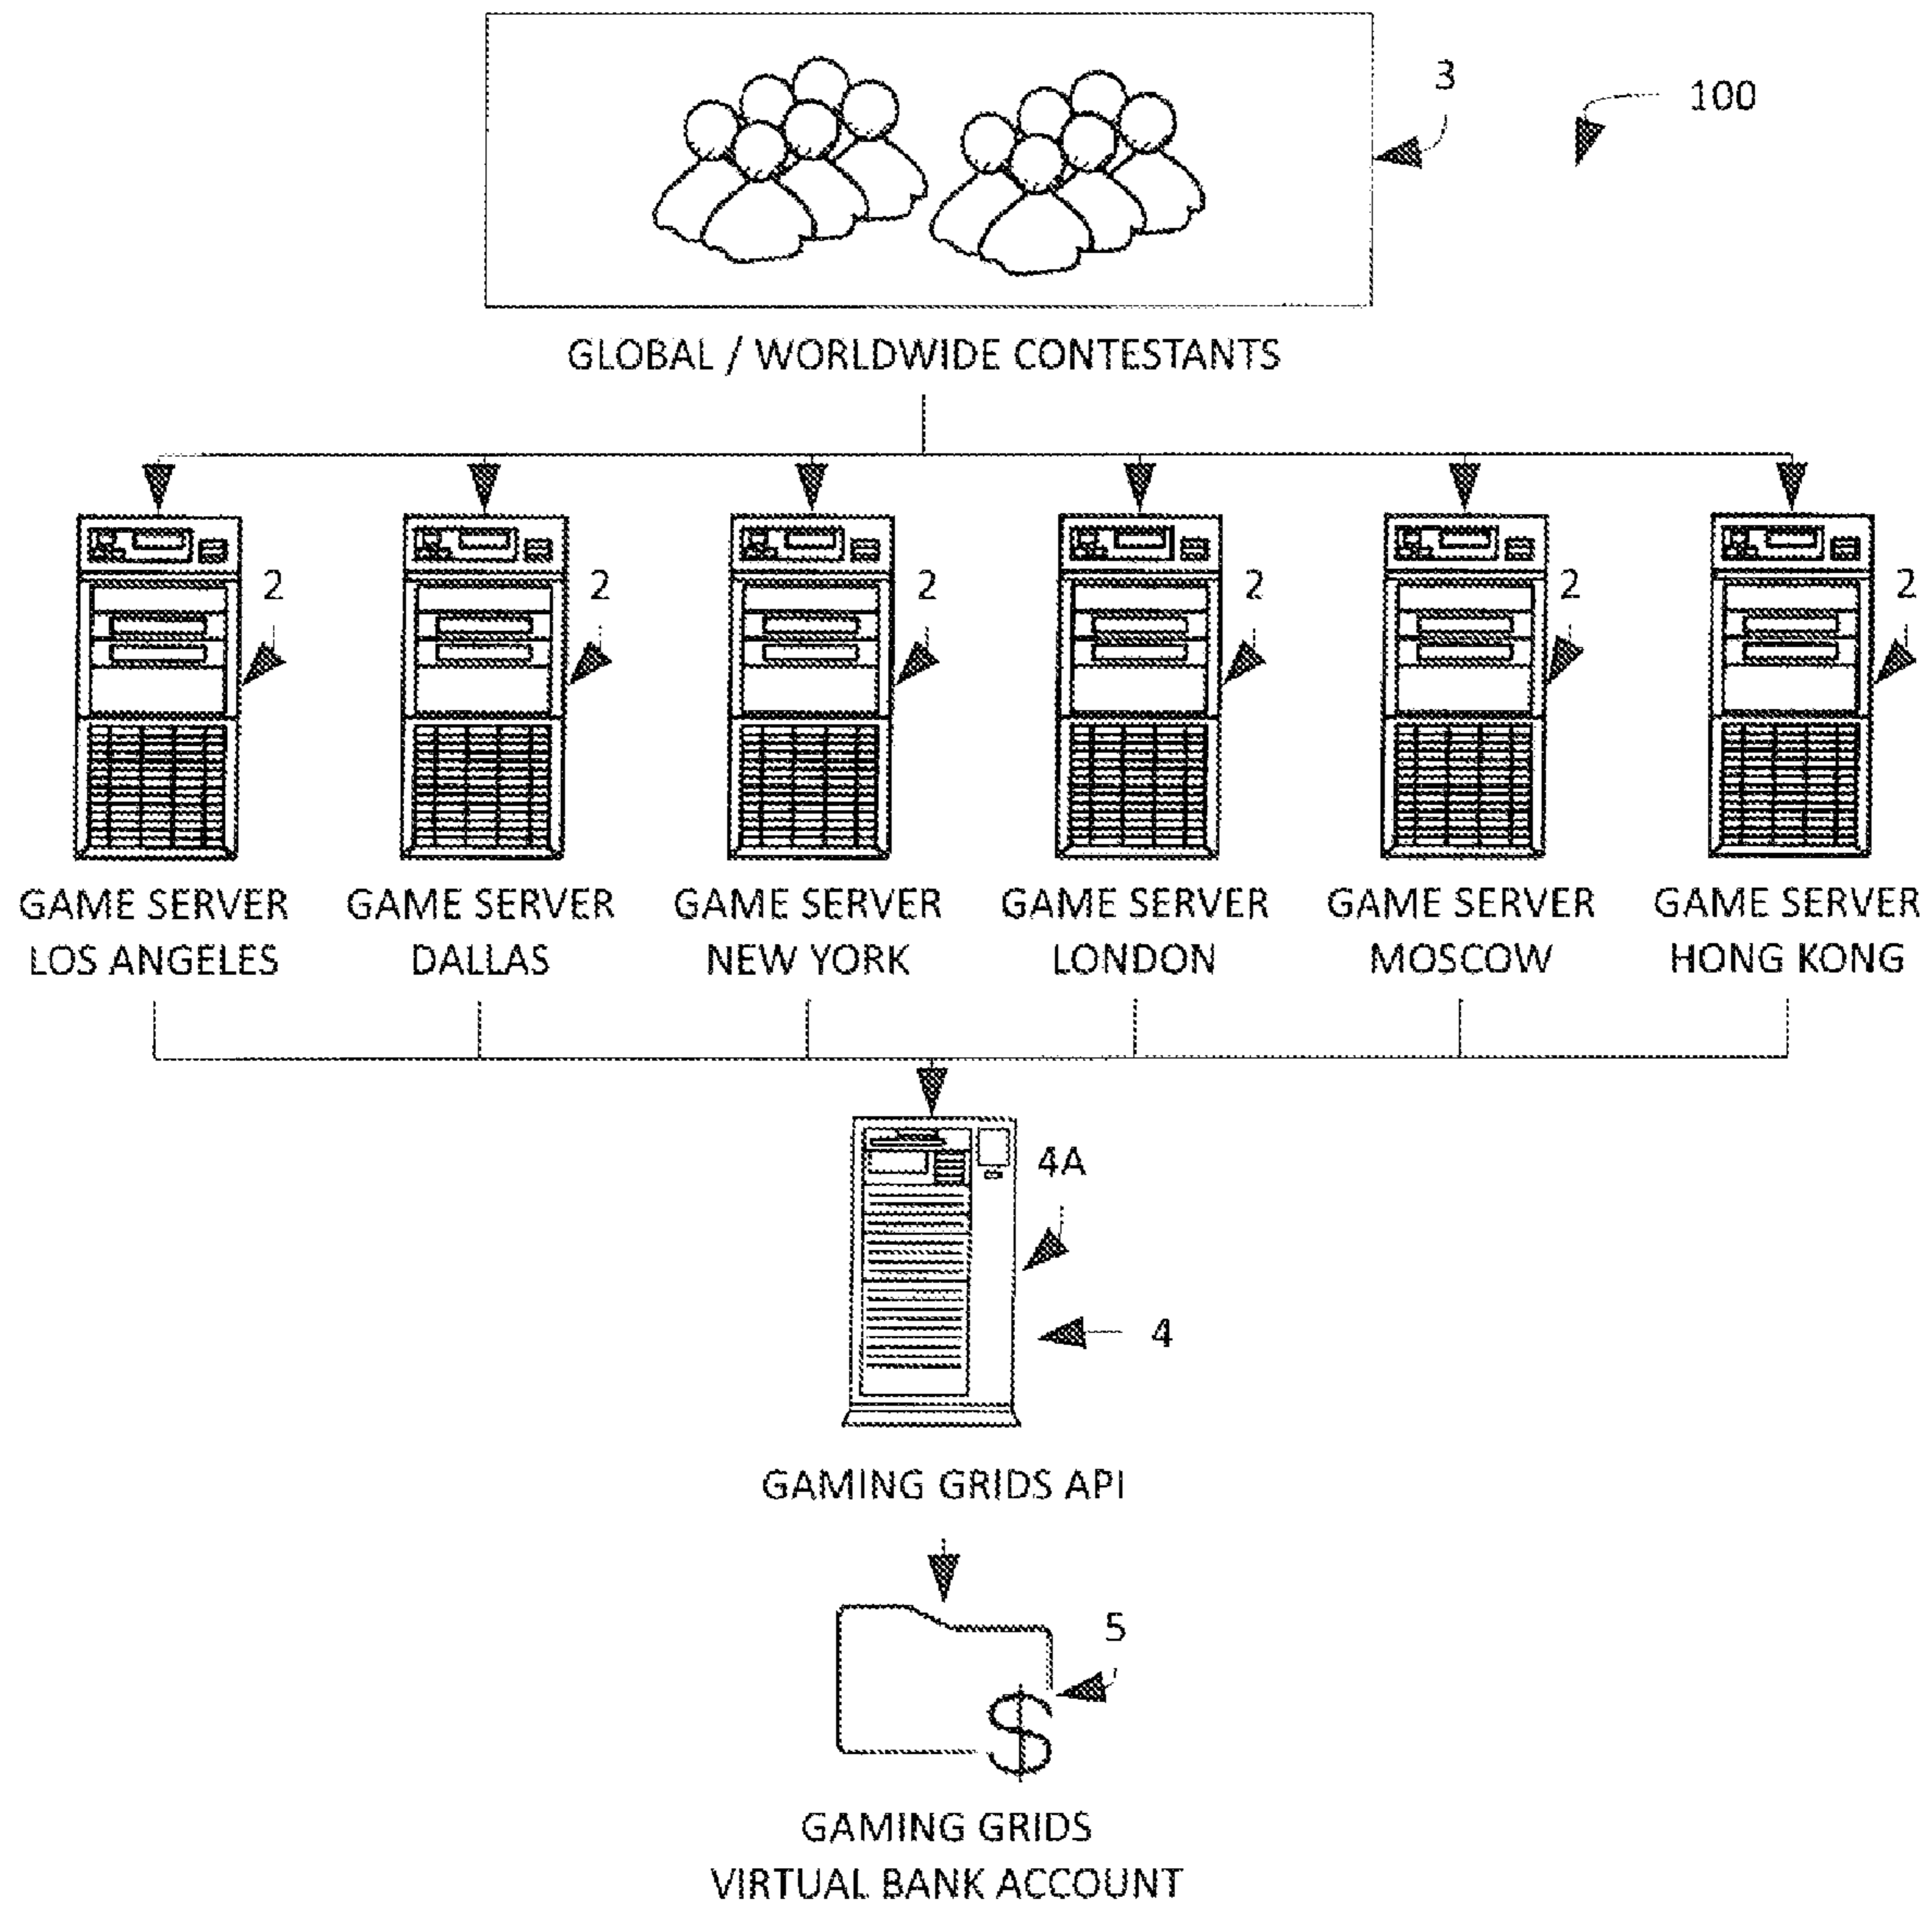 3
100
GLOBAL / WORLDWIDE CONTESTANTS
2 2 2 2 2 2
GAME SERVER GAME SERVER GAME SERVER GAME SERVER GAME SERVER GAME SERVER
LOS ANGELES DALLAS NEW YORK LONDON MOSCOW HONG KONG
4A
4
GAMING GRIDS API
5
$
GAMING GRIDS
VIRTUAL BANK ACCOUNT